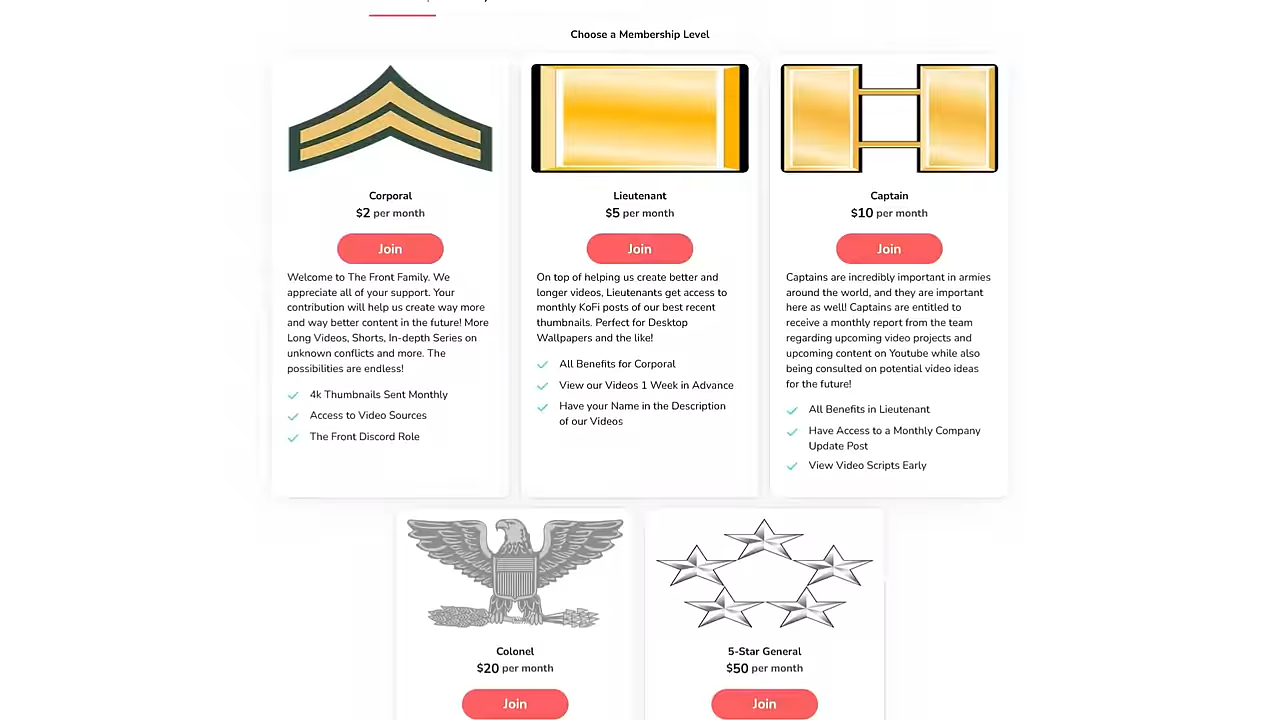 Choose a Membership Level
Corporal
$2 per month
Join
Welcome to The Front Family. We
appreciate all of your support. Your
contribution will help us create way more
and way better content in the future! More
Long Videos, Shorts, In-depth Series on
unknown conflicts and more. The
possibilities are endless!
4k Thumbnails Sent Monthly
Access to Video Sources
The Front Discord Role
Lieutenant
$5 per month
Join
On top of helping us create better and
longer videos, Lieutenants get access to
monthly KoFi posts of our best recent
thumbnails. Perfect for Desktop
Wallpapers and the like!
All Benefits for Corporal
View our Videos 1 Week in Advance
Have your Name in the Description
of our Videos
Captain
$10 per month
Join
Captains are incredibly important in armies
around the world, and they are important
here as well! Captains are entitled to
receive a monthly report from the team
regarding upcoming video projects and
upcoming content on Youtube while also
being consulted on potential video ideas
for the future!
All Benefits in Lieutenant
Have Access to a Monthly Company
Update Post
View Video Scripts Early
Colonel
$20 per month
Join
5-Star General
$50 per month
Join